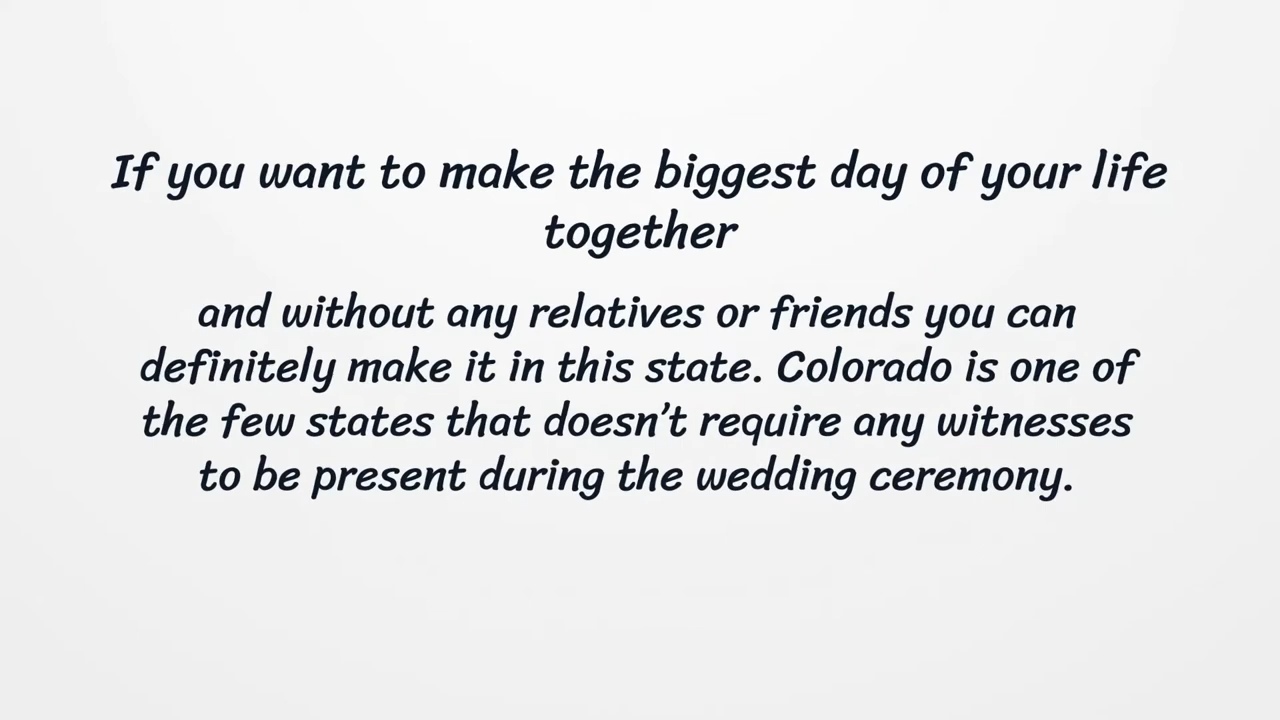 If you want to make the biggest day of your life
together
and without any relatives or friends you can
definitely make it in this state. Colorado is one of
the few states that doesn’t require any witnesses
to be present during the wedding ceremony.